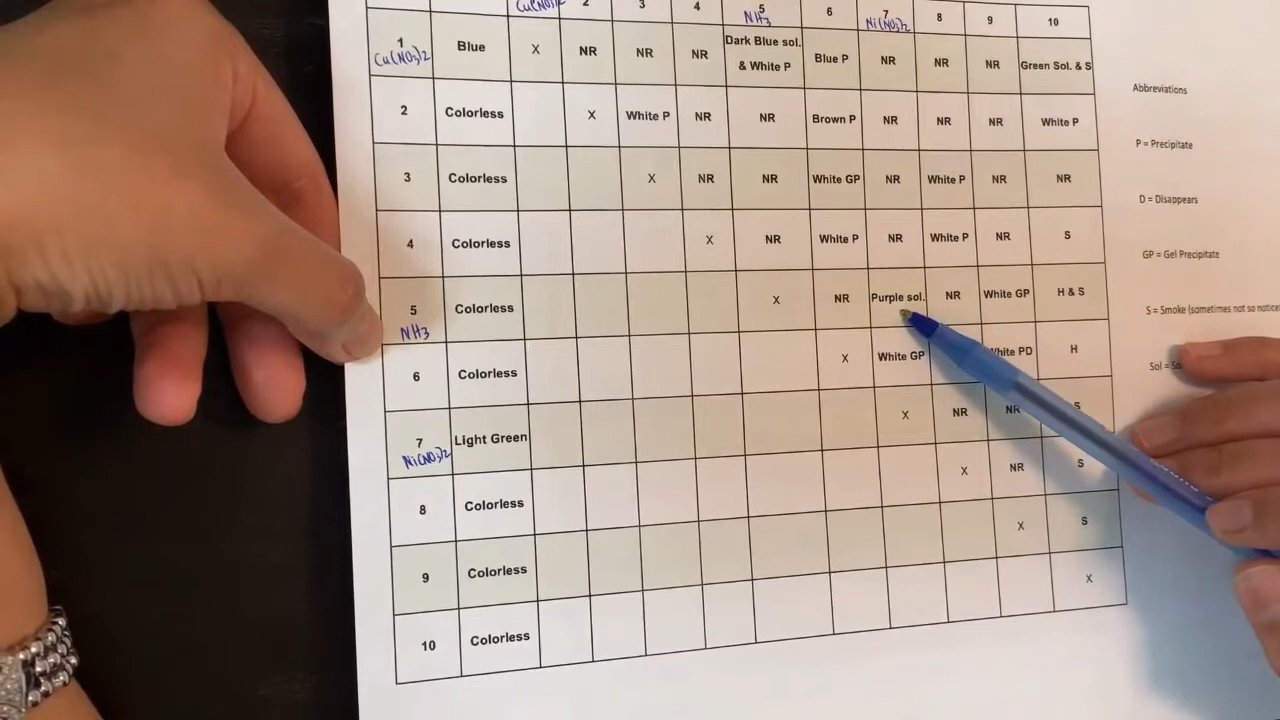 Cu(NO3)2 2 3 4 5 6 7 8 9 10
NH3 Ni(NO3)2
1 Blue X NR NR NR Dark Blue sol. & White P Blue P NR NR NR Green Sol. & S
Cu(NO3)2
2 Colorless X White P NR NR Brown P NR NR NR White P
3 Colorless X NR NR White GP NR White P NR NR
4 Colorless X NR White P NR White P NR S
5 Colorless X NR Purple sol. NR White GP H & S
NH3
6 Colorless X White GP White PD H
7 Light Green X NR NR S
Ni(NO3)2
8 Colorless X NR S
9 Colorless X S
10 Colorless X
Abbreviations
P = Precipitate
D = Disappears
GP = Gel Precipitate
S = Smoke (sometimes not so
Sol =